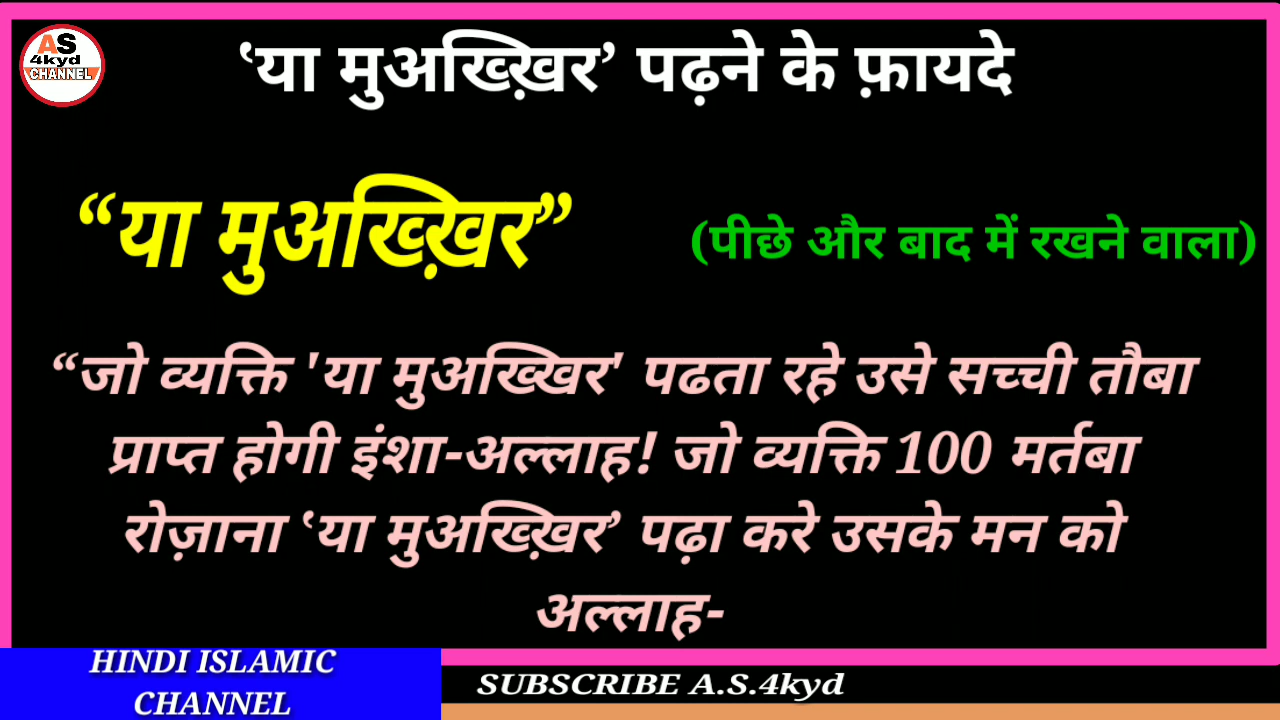 AS
4kyd
CHANNEL
‘या मुअख्ख़िर’ पढ़ने के फ़ायदे
“या मुअख्ख़िर”
(पीछे और बाद में रखने वाला)
“जो व्यक्ति 'या मुअख्खिर' पढता रहे उसे सच्ची तौबा
प्राप्त होगी इंशा-अल्लाह! जो व्यक्ति 100 मर्तबा
रोज़ाना ‘या मुअख्ख़िर’ पढ़ा करे उसके मन को
अल्लाह-
HINDI ISLAMIC
CHANNEL
SUBSCRIBE A.S.4kyd